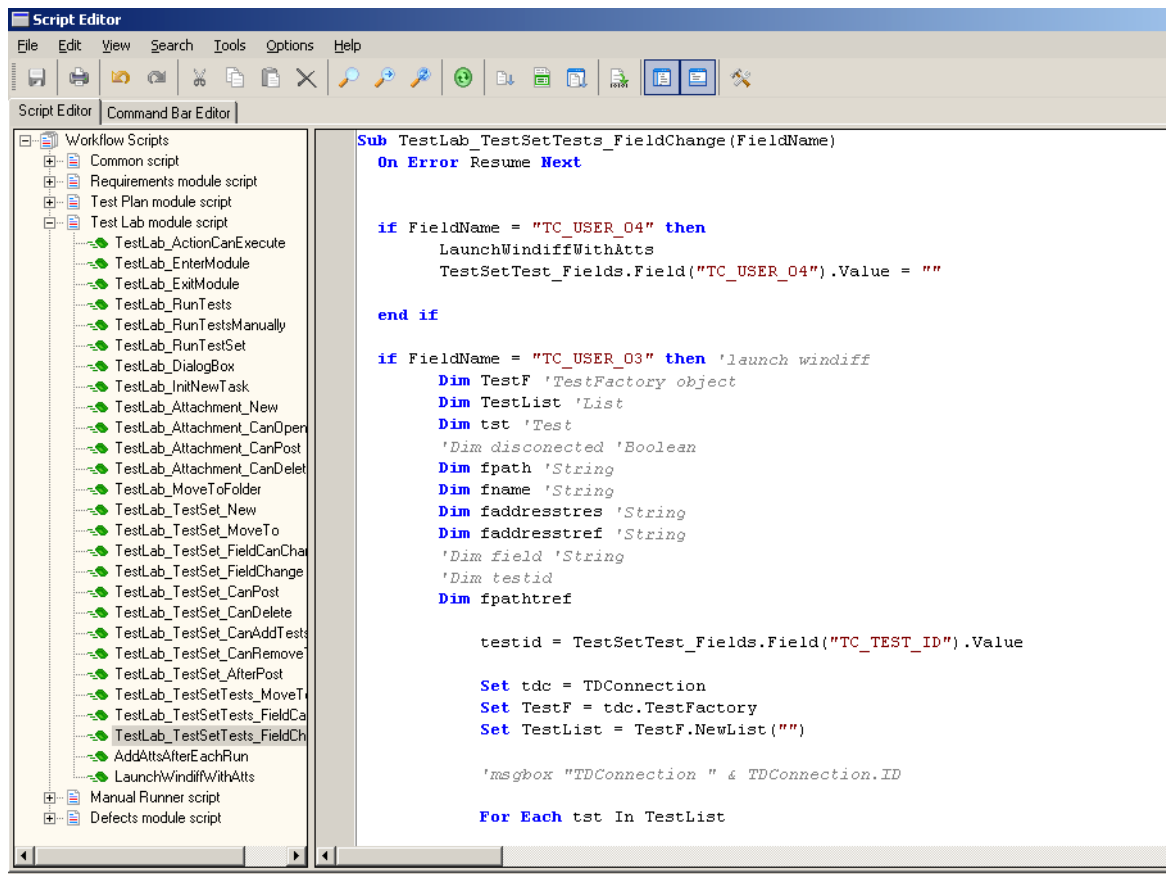 Script Editor
File Edit View Search Tools Options Help
Script Editor Command Bar Editor
Workflow Scripts
Common script
Requirements module script
Test Plan module script
Test Lab module script
TestLab_ActionCanExecute
TestLab_EnterModule
TestLab_ExitModule
TestLab_RunTests
TestLab_RunTestsManually
TestLab_RunTestSet
TestLab_DialogBox
TestLab_InitNewTask
TestLab_Attachment_New
TestLab_Attachment_CanOpen
TestLab_Attachment_CanPost
TestLab_Attachment_CanDelet
TestLab_MoveToFolder
TestLab_TestSet_New
TestLab_TestSet_MoveTo
TestLab_TestSet_FieldCanChan
TestLab_TestSet_FieldChange
TestLab_TestSet_CanPost
TestLab_TestSet_CanDelete
TestLab_TestSet_CanAddTests
TestLab_TestSet_CanRemoveT
TestLab_TestSet_AfterPost
TestLab_TestSetTests_MoveTo
TestLab_TestSetTests_FieldCa
TestLab_TestSetTests_FieldCh
AddAttsAfterEachRun
LaunchWindiffWithAtts
Manual Runner script
Defects module script
Sub TestLab_TestSetTests_FieldChange(FieldName)
On Error Resume Next
if FieldName = "TC_USER_04" then
LaunchWindiffWithAtts
TestSetTest_Fields.Field("TC_USER_04").Value = ""
end if
if FieldName = "TC_USER_03" then 'launch windiff
Dim TestF 'TestFactory object
Dim TestList 'List
Dim tst 'Test
'Dim disconected 'Boolean
Dim fpath 'String
Dim fname 'String
Dim faddresstres 'String
Dim faddresstref 'String
'Dim field 'String
'Dim testid
Dim fpathtref
testid = TestSetTest_Fields.Field("TC_TEST_ID").Value
Set tdc = TDConnection
Set TestF = tdc.TestFactory
Set TestList = TestF.NewList("")
'msgbox "TDConnection " & TDConnection.ID
For Each tst In TestList